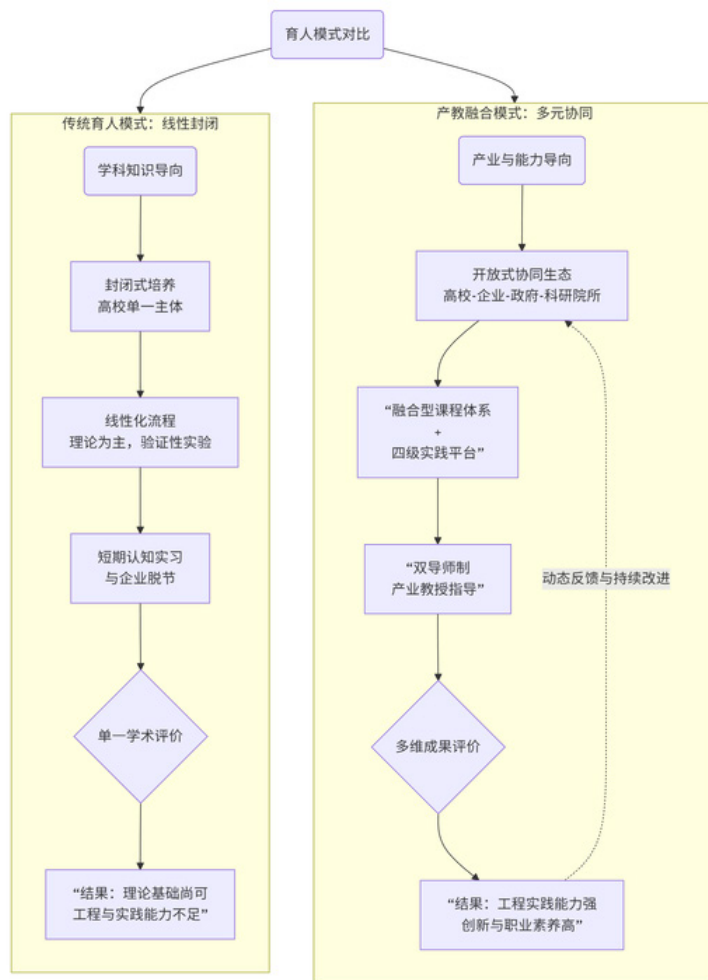 育人模式对比
传统育人模式：线性封闭
学科知识导向
封闭式培养
高校单一主体
线性化流程
理论为主，验证性实验
短期认知实习
与企业脱节
单一学术评价
“结果：理论基础尚可
工程与实践能力不足”
产教融合模式：多元协同
产业与能力导向
开放式协同生态
高校-企业-政府-科研院所
“融合型课程体系
+
四级实践平台”
“双导师制
产业教授指导”
动态反馈与持续改进
多维成果评价
“结果：工程实践能力强
创新与职业素养高”